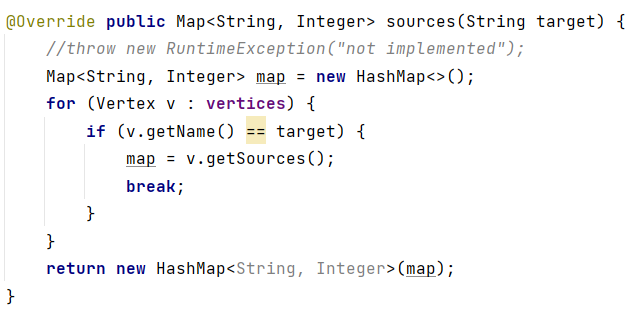 @Override public Map<String, Integer> sources(String target) {
    //throw new RuntimeException("not implemented");
    Map<String, Integer> map = new HashMap<>();
    for (Vertex v : vertices) {
        if (v.getName() == target) {
            map = v.getSources();
            break;
        }
    }
    return new HashMap<String, Integer>(map);
}